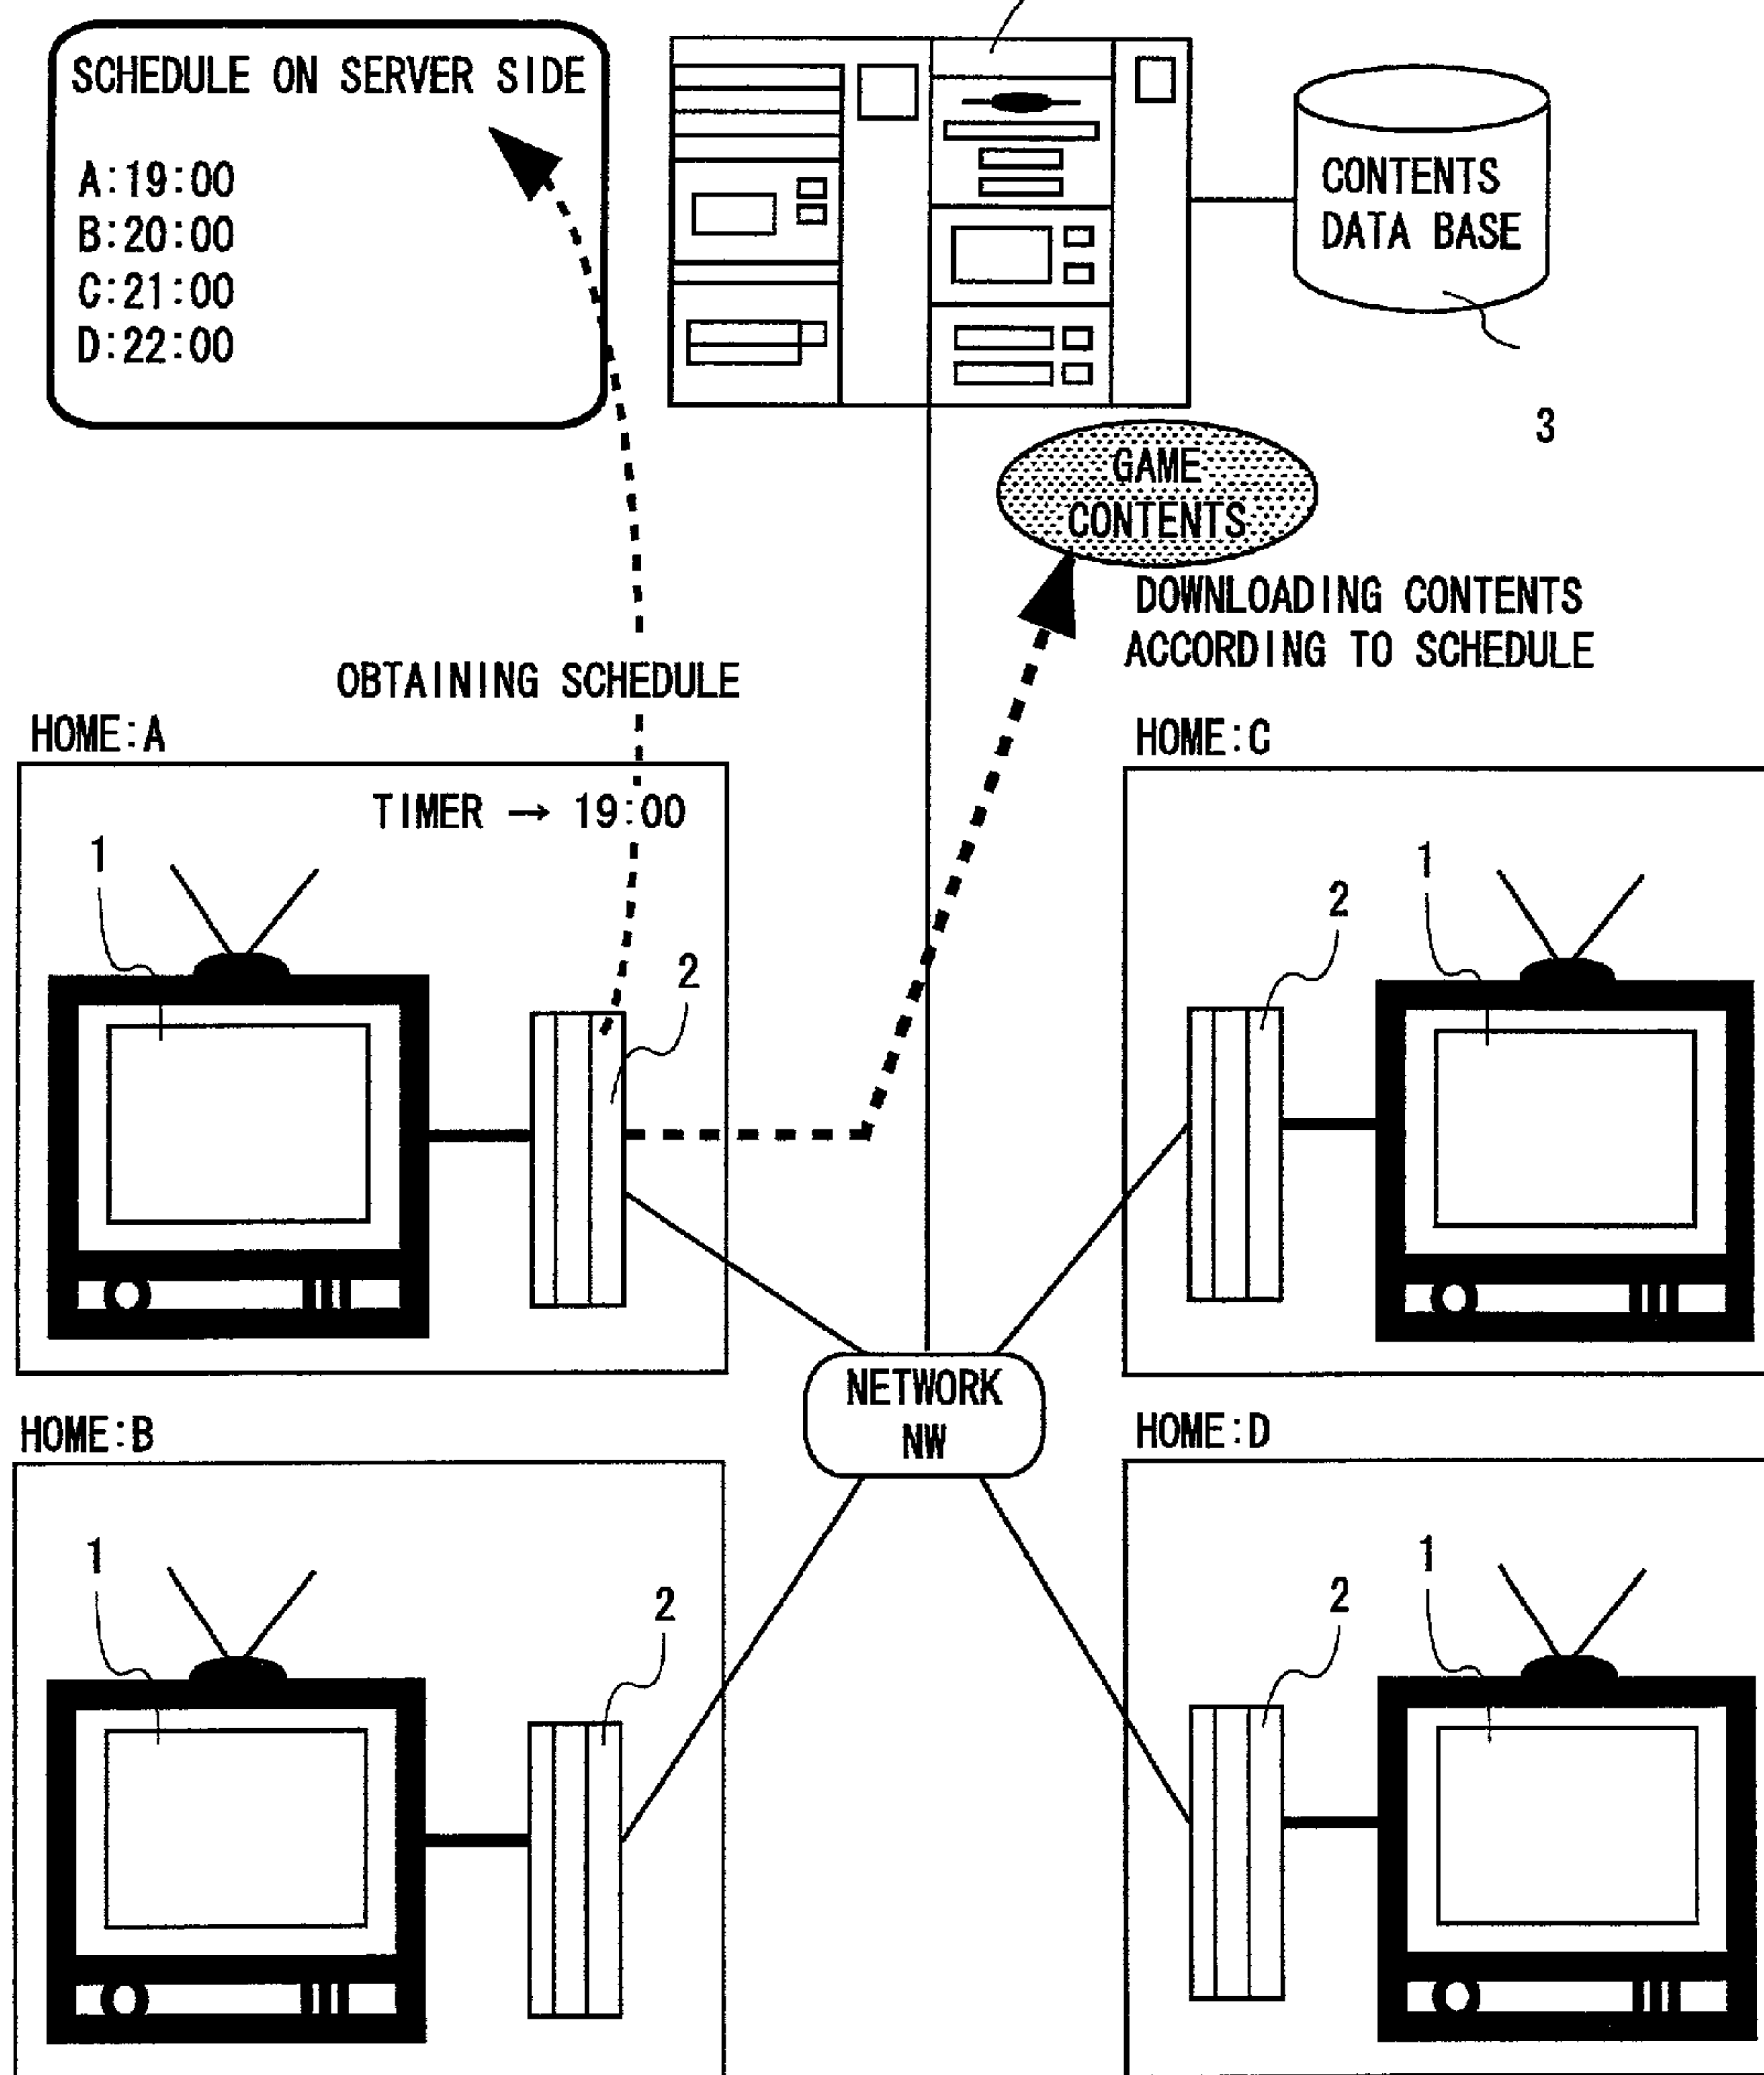 SCHEDULE ON SERVER SIDE
A:19:00
B:20:00
C:21:00
D:22:00
CONTENTS
DATA BASE
3
GAME
CONTENTS
DOWNLOADING CONTENTS
ACCORDING TO SCHEDULE
OBTAINING SCHEDULE
HOME:A
TIMER → 19:00
1
2
HOME:C
2
1
NETWORK
NW
HOME:B
1
2
HOME:D
2
1